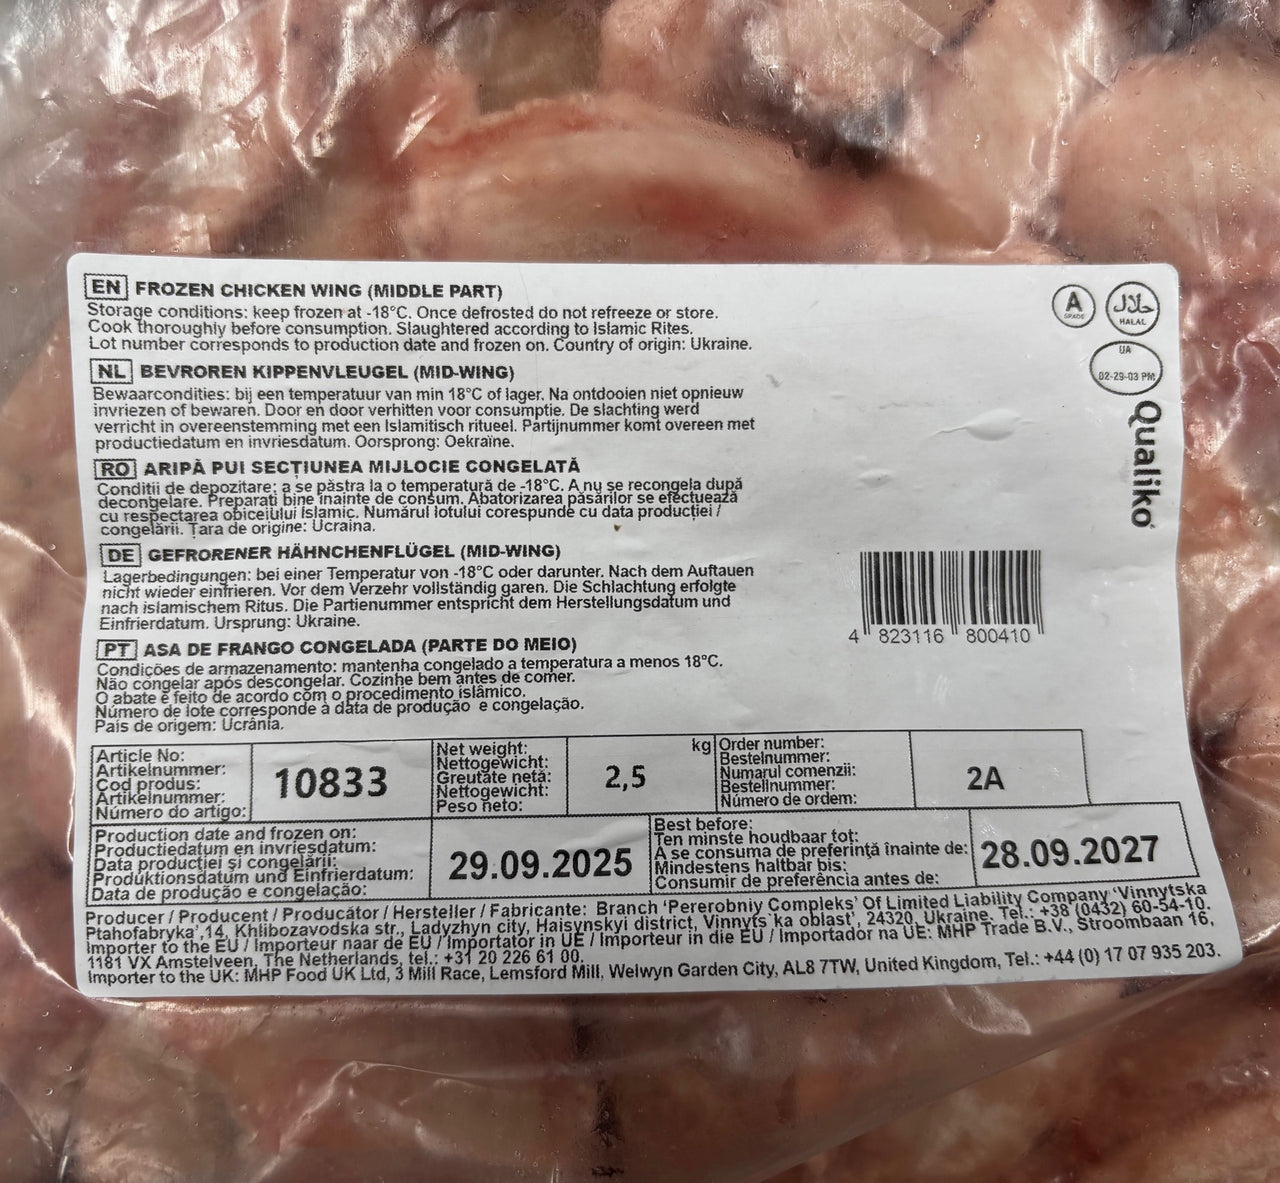 EN FROZEN CHICKEN WING (MIDDLE PART)
Storage conditions: keep frozen at -18°C. Once defrosted do not refreeze or store.
Cook thoroughly before consumption. Slaughtered according to Islamic Rites.
Lot number corresponds to production date and frozen on. Country of origin: Ukraine.
NL BEVROREN KIPPENVLEUGEL (MID-WING)
Bewaarcondities: bij een temperatuur van min 18°C of lager. Na ontdooien niet opnieuw
invriezen of bewaren. Door en door verhitten voor consumptie. De slachting werd
verricht in overeenstemming met een Islamitisch ritueel. Partijnummer komt overeen met
productiedatum en invriesdatum. Oorsprong: Oekraïne.
RO ARIPĂ PUI SECȚIUNEA MIJLOCIE CONGELATĂ
Conditii de depozitare: a se păstra la o temperatură de -18°C. A nu se recongela după
decongelare. Preparati bine înainte de consum. Abatorizarea păsărilor se efectuează
cu respectarea obiceiului Islamic. Numărul lotului corespunde cu data producției /
congelării. Țara de origine: Ucraina.
DE GEFRORENER HÄHNCHENFLÜGEL (MID-WING)
Lagerbedingungen: bei einer Temperatur von -18°C oder darunter. Nach dem Auftauen
nicht wieder einfrieren. Vor dem Verzehr vollständig garen. Die Schlachtung erfolgte
nach islamischem Ritus. Die Partienummer entspricht dem Herstellungsdatum und
Einfrierdatum. Ursprung: Ukraine.
PT ASA DE FRANGO CONGELADA (PARTE DO MEIO)
Condições de armazenamento: mantenha congelado a temperatura a menos 18°C.
Não congelar após descongelar. Cozinhe bem antes de comer.
O abate é feito de acordo com o procedimento islâmico.
Número de lote corresponde à data de produção e congelação.
País de origem: Ucrânia.
A
GRADE
حلال
HALAL
UA
02-29-03 PM
Qualiko
4 823116 800410
Article No:
Artikelnummer:
Cod produs:
Artikelnummer:
Número do artigo:
10833
Net weight:
Nettogewicht:
Greutate netă:
Nettogewicht:
Peso neto:
2,5 kg
Order number:
Bestelnummer:
Numarul comenzii:
Bestellnummer:
Número de ordem:
2A
Production date and frozen on:
Productiedatum en invriesdatum:
Data producției și congelării:
Produktionsdatum und Einfrierdatum:
Data de produção e congelação:
29.09.2025
Best before:
Ten minste houdbaar tot:
A se consuma de preferință înainte de:
Mindestens haltbar bis:
Consumir de preferência antes de:
28.09.2027
Producer / Producent / Producător / Hersteller / Fabricante: Branch 'Pererobniy Compleks' Of Limited Liability Company 'Vinnytska
Ptahofabryka',14, Khlibozavodska str., Ladyzhyn city, Haisynskyi district, Vinnyts`ka oblast', 24320, Ukraine. Tel.: +38 (0432) 60-54-10.
Importer to the EU / Importeur naar de EU / Importator in UE / Importeur in die EU / Importador na UE: MHP Trade B.V., Stroombaan 16,
1181 VX Amstelveen, The Netherlands, tel.: +31 20 226 61 00.
Importer to the UK: MHP Food UK Ltd, 3 Mill Race, Lemsford Mill, Welwyn Garden City, AL8 7TW, United Kingdom, Tel.: +44 (0) 17 07 935 203.